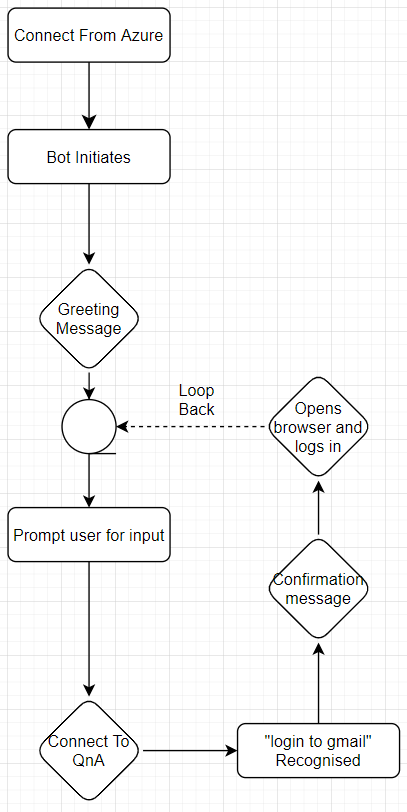 Connect From Azure
Bot Initiates
Greeting
Message
Loop
Back
Opens
browser and
logs in
Prompt user for input
Confirmation
message
Connect To
QnA
"login to gmail"
Recognised